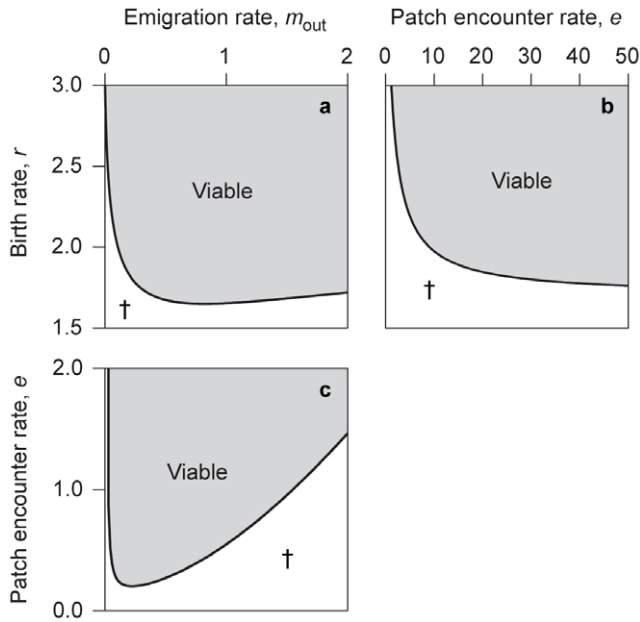 Emigration rate, mout
Patch encounter rate, e
0 1 2
0 10 20 30 40 50
3.0
2.5
2.0
1.5
Birth rate, r
a
Viable
†
b
Viable
†
2.0
1.0
0.0
Patch encounter rate, e
c
Viable
†